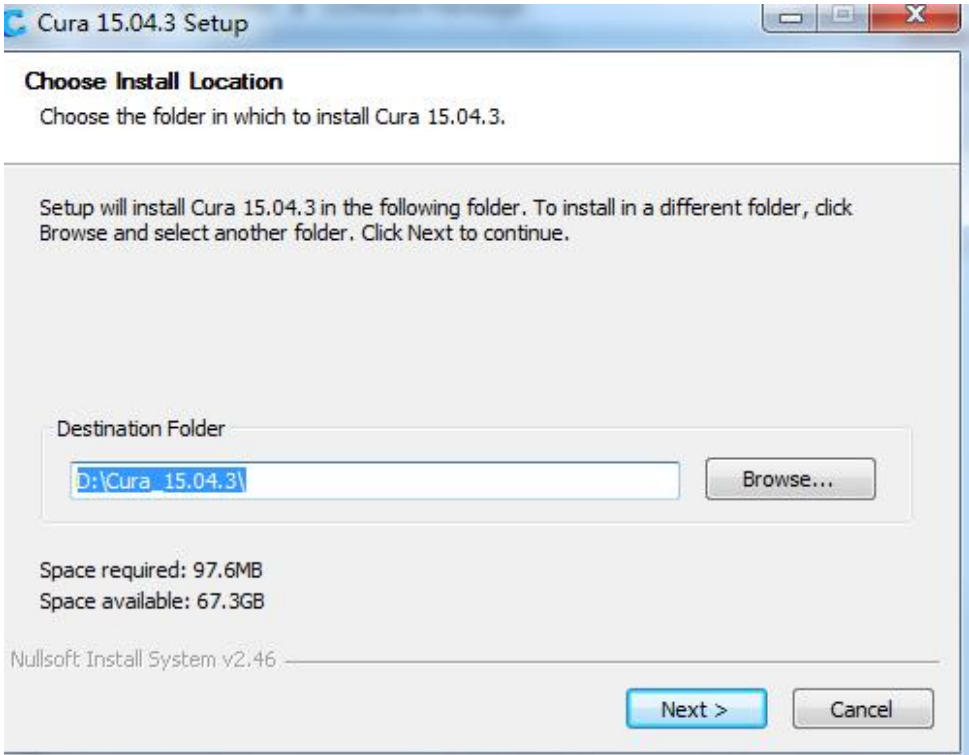 Cura 15.04.3 Setup
Choose Install Location
Choose the folder in which to install Cura 15.04.3.
Setup will install Cura 15.04.3 in the following folder. To install in a different folder, click
Browse and select another folder. Click Next to continue.
Destination Folder
D:\Cura_15.04.3\
Browse...
Space required: 97.6MB
Space available: 67.3GB
Nullsoft Install System v2.46
Next >
Cancel